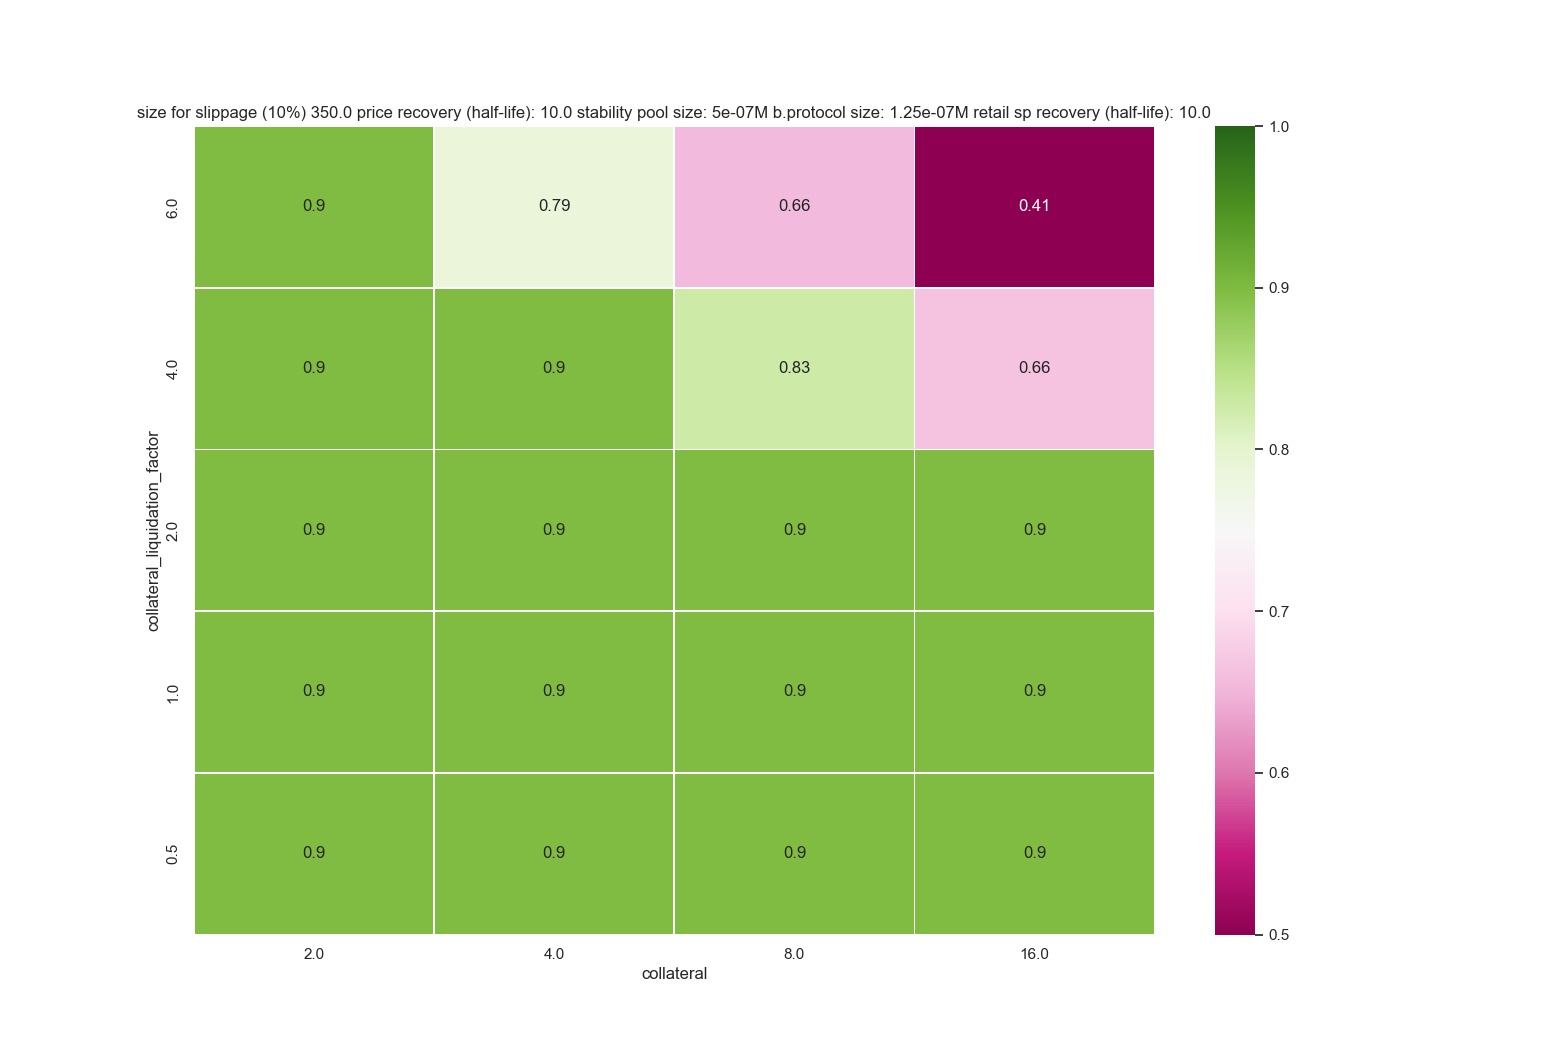 size for slippage (10%) 350.0 price recovery (half-life): 10.0 stability pool size: 5e-07M b.protocol size: 1.25e-07M retail sp recovery (half-life): 10.0
collateral_liquidation_factor
6.0
0.9 0.79 0.66 0.41
4.0
0.9 0.9 0.83 0.66
2.0
0.9 0.9 0.9 0.9
1.0
0.9 0.9 0.9 0.9
0.5
0.9 0.9 0.9 0.9
2.0 4.0 8.0 16.0
collateral
1.0
0.9
0.8
0.7
0.6
0.5